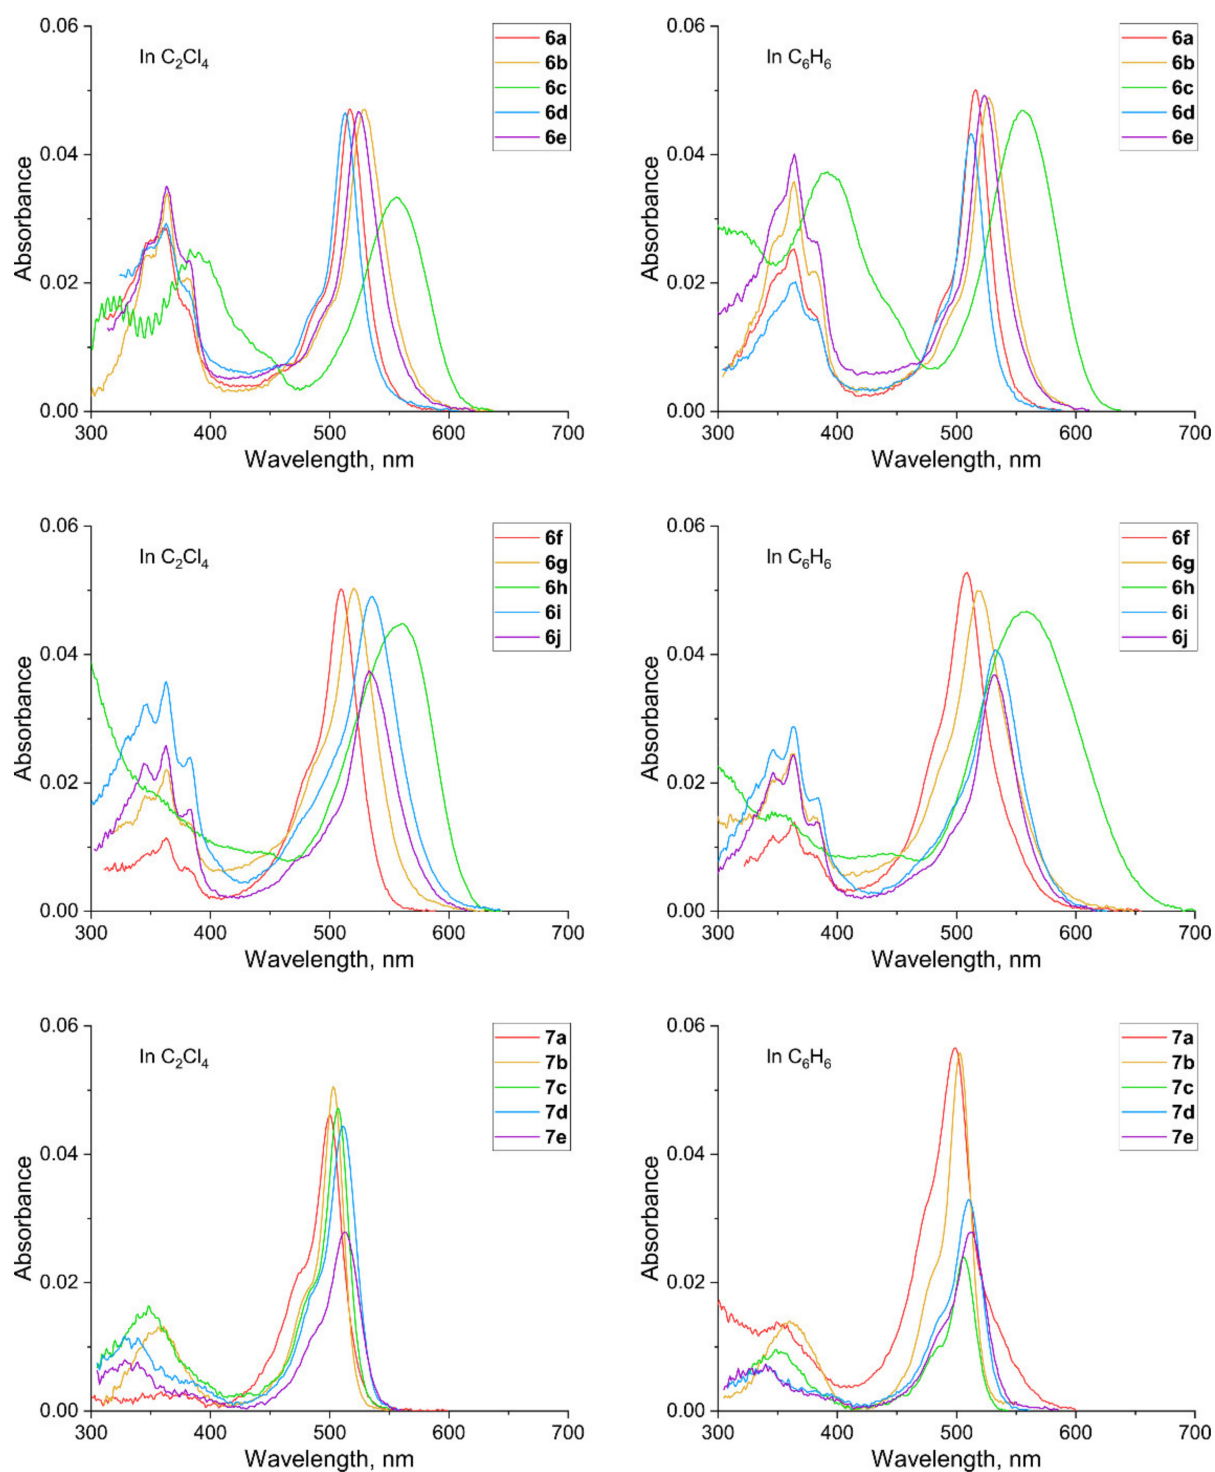 0.06
0.04
0.02
0.00
Absorbance
In C₂Cl₄
6a
6b
6c
6d
6e
300 400 500 600 700
Wavelength, nm
0.06
0.04
0.02
0.00
Absorbance
In C₆H₆
6a
6b
6c
6d
6e
300 400 500 600 700
Wavelength, nm
0.06
0.04
0.02
0.00
Absorbance
In C₂Cl₄
6f
6g
6h
6i
6j
300 400 500 600 700
Wavelength, nm
0.06
0.04
0.02
0.00
Absorbance
In C₆H₆
6f
6g
6h
6i
6j
300 400 500 600 700
Wavelength, nm
0.06
0.04
0.02
0.00
Absorbance
In C₂Cl₄
7a
7b
7c
7d
7e
300 400 500 600 700
Wavelength, nm
0.06
0.04
0.02
0.00
Absorbance
In C₆H₆
7a
7b
7c
7d
7e
300 400 500 600 700
Wavelength, nm